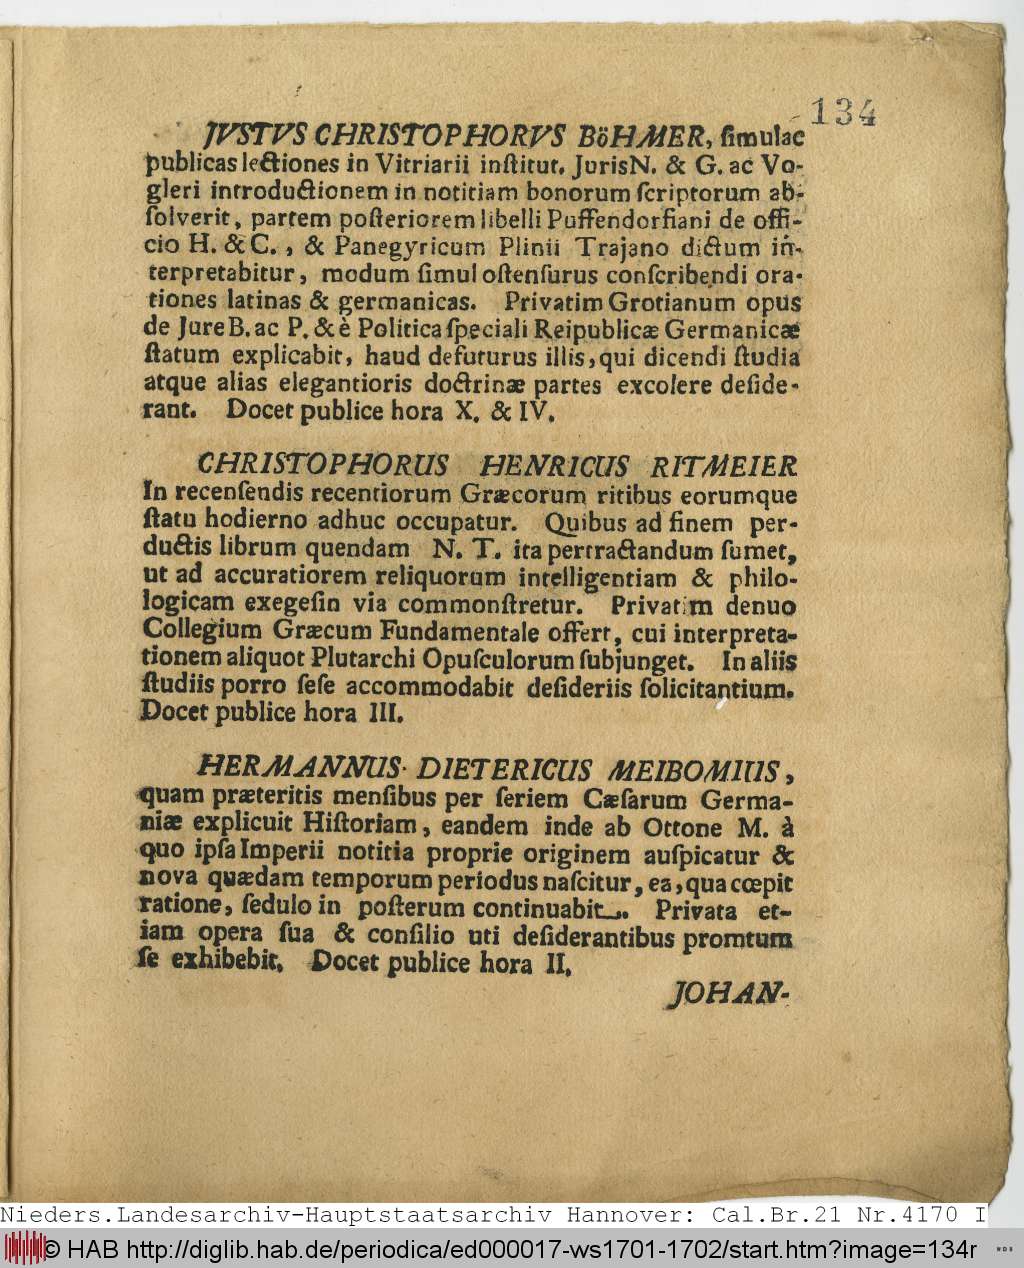 134
JVSTVS CHRISTOPHORVS BöHMER, ſimulac
publicas lectiones in Vitriarii inſtitut. Juris N. & G. ac Vo-
gleri introductionem in notitiam bonorum ſcriptorum ab-
ſolverit, partem poſteriorem libelli Puffendorfiani de offi-
cio H. & C., & Panegyricum Plinii Trajano dictum in-
terpretabitur, modum ſimul oſtenſurus conſcribendi ora-
tiones latinas & germanicas. Privatim Grotianum opus
de Jure B. ac P. & è Politica ſpeciali Reipublicæ Germanicæ
ſtatum explicabit, haud defuturus illis, qui dicendi ſtudia
atque alias elegantioris doctrinæ partes excolere deſide-
rant. Docet publice hora X. & IV.
CHRISTOPHORUS HENRICUS RITMEIER
In recenſendis recentiorum Græcorum ritibus eorumque
ſtatu hodierno adhuc occupatur. Quibus ad finem per-
ductis librum quendam N. T. ita pertractandum ſumet,
ut ad accuratiorem reliquorum intelligentiam & philo-
logicam exegeſin via commonſtretur. Privatim denuo
Collegium Græcum Fundamentale offert, cui interpreta-
tionem aliquot Plutarchi Opuſculorum ſubjunget. In aliis
ſtudiis porro ſeſe accommodabit deſideriis ſolicitantium.
Docet publice hora III.
HERMANNUS DIETERICUS MEIBOMIUS,
quam præteritis menſibus per ſeriem Cæſarum Germa-
niæ explicuit Hiſtoriam, eandem inde ab Ottone M. à
quo ipſa Imperii notitia proprie originem auſpicatur &
nova quædam temporum periodus naſcitur, ea, qua cœpit
ratione, ſedulo in poſterum continuabit. Privata et-
iam opera ſua & conſilio uti deſiderantibus promtum
ſe exhibebit. Docet publice hora II.
JOHAN-
Nieders.Landesarchiv-Hauptstaatsarchiv Hannover: Cal.Br.21 Nr.4170 I
© HAB http://diglib.hab.de/periodica/ed000017-ws1701-1702/start.htm?image=134r